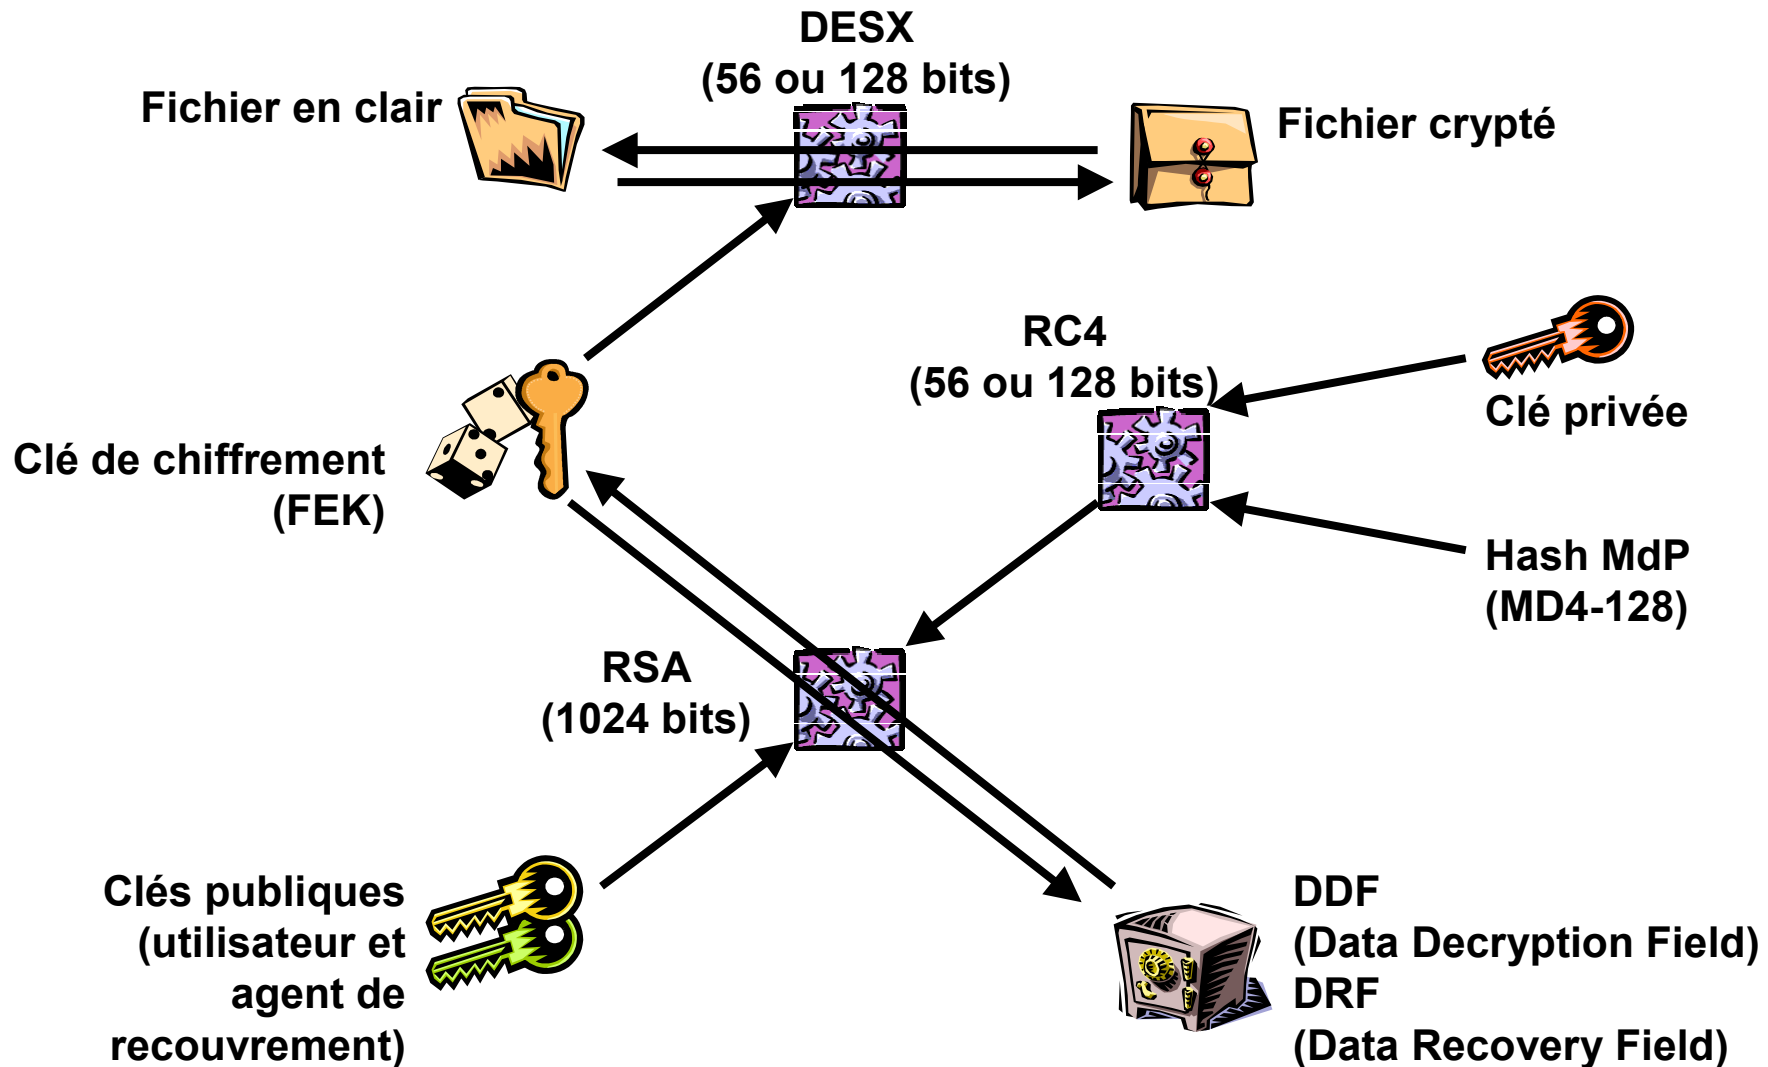 DESX
(56 ou 128 bits)
Fichier en clair
Fichier crypté
RC4
(56 ou 128 bits)
Clé privée
Clé de chiffrement
(FEK)
Hash MdP
(MD4-128)
RSA
(1024 bits)
Clés publiques
(utilisateur et
agent de
recouvrement)
DDF
(Data Decryption Field)
DRF
(Data Recovery Field)